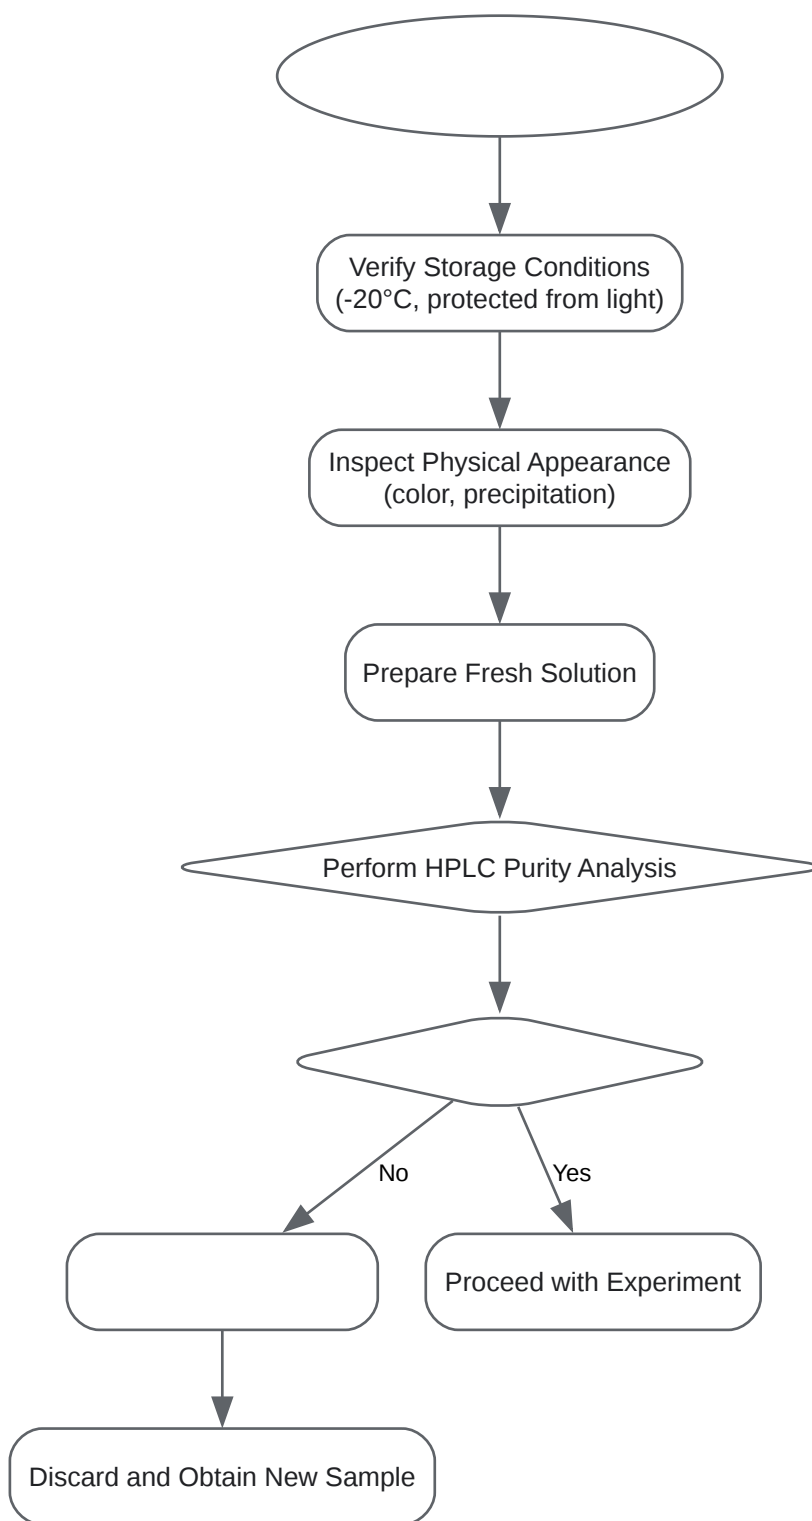 Verify Storage Conditions
(-20°C, protected from light)
Inspect Physical Appearance
(color, precipitation)
Prepare Fresh Solution
Perform HPLC Purity Analysis
No
Yes
Proceed with Experiment
Discard and Obtain New Sample